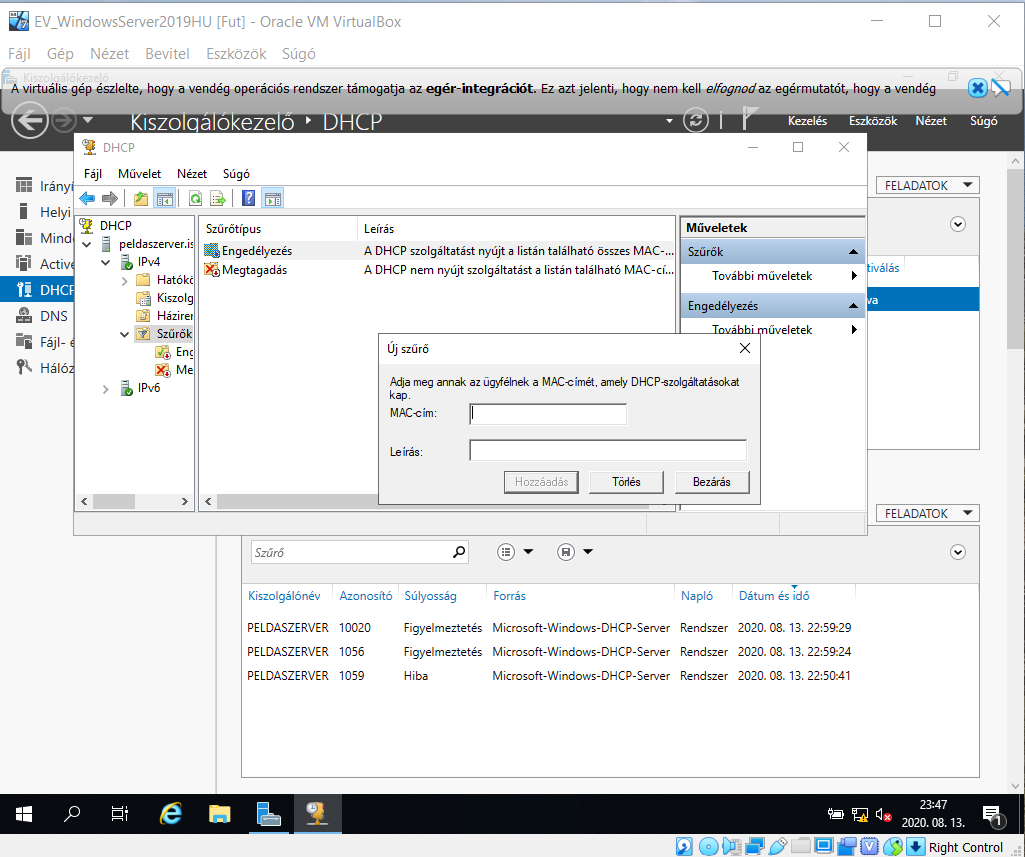 EV_WindowsServer2019HU [Fut] - Oracle VM VirtualBox
Fájl Gép Nézet Bevitel Eszközök Súgó
Kiszolgálókezelő
A virtuális gép észlelte, hogy a vendég operációs rendszer támogatja az egér-integrációt. Ez azt jelenti, hogy nem kell elfognod az egérmutatót, hogy a vendég
Kiszolgálókezelő DHCP
Kezelés Eszközök Nézet Súgó
DHCP
Fájl Művelet Nézet Súgó
Irányí
Helyi
Mind
Active
DHCP
DNS
Fájl- é
Hálóz
DHCP
peldaszerver.is
IPv4
Hatókö
Kiszolg
Háziren
Szűrők
Eng
Me
IPv6
Szűrőtípus Leírás
Engedélyezés A DHCP szolgáltatást nyújt a listán található összes MAC-...
Megtagadás A DHCP nem nyújt szolgáltatást a listán található MAC-cí...
Műveletek
Szűrők
További műveletek
Engedélyezés
További műveletek
FELADATOK
tiválás
va
Új szűrő
Adja meg annak az ügyfélnek a MAC-címét, amely DHCP-szolgáltatásokat
kap.
MAC-cím:
Leírás:
Hozzáadás Törlés Bezárás
FELADATOK
Szűrő
Kiszolgálónév Azonosító Súlyosság Forrás Napló Dátum és idő
PELDASZERVER 10020 Figyelmeztetés Microsoft-Windows-DHCP-Server Rendszer 2020. 08. 13. 22:59:29
PELDASZERVER 1056 Figyelmeztetés Microsoft-Windows-DHCP-Server Rendszer 2020. 08. 13. 22:59:24
PELDASZERVER 1059 Hiba Microsoft-Windows-DHCP-Server Rendszer 2020. 08. 13. 22:50:41
23:47
2020. 08. 13.
1
Right Control